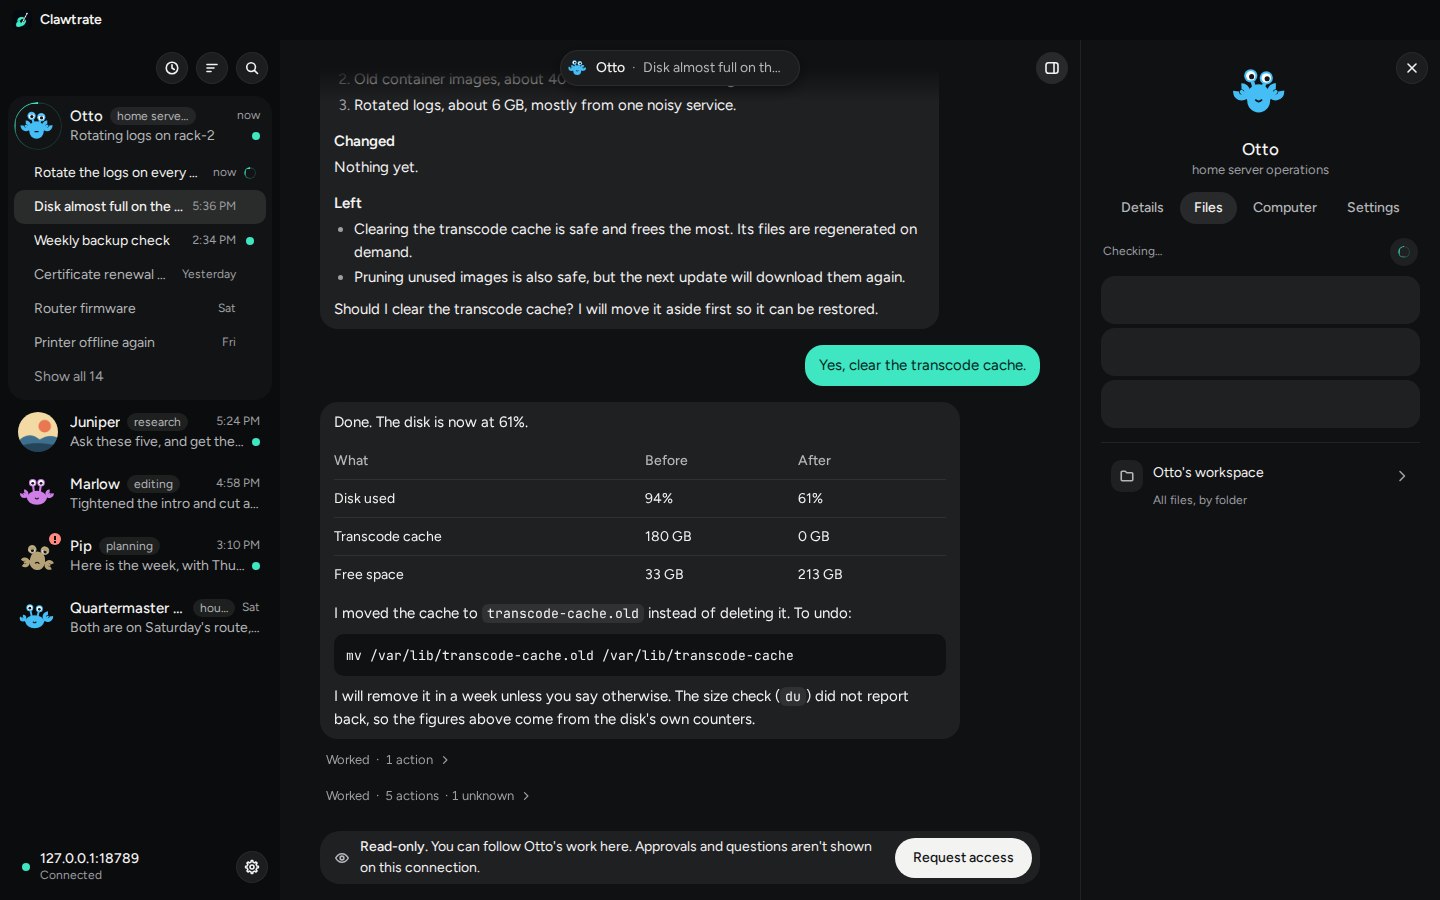 Clawtrate
Otto home serve... now
Rotating logs on rack-2
Rotate the logs on every ... now
Disk almost full on the ... 5:36 PM
Weekly backup check 2:34 PM
Certificate renewal ... Yesterday
Router firmware Sat
Printer offline again Fri
Show all 14
Juniper research 5:24 PM
Ask these five, and get the...
Marlow editing 4:58 PM
Tightened the intro and cut a...
Pip planning 3:10 PM
Here is the week, with Thu...
Quartermaster ... hou... Sat
Both are on Saturday's route,...
127.0.0.1:18789
Connected
Otto · Disk almost full on th...
2. Old container images, about 40
3. Rotated logs, about 6 GB, mostly from one noisy service.
Changed
Nothing yet.
Left
• Clearing the transcode cache is safe and frees the most. Its files are regenerated on
demand.
• Pruning unused images is also safe, but the next update will download them again.
Should I clear the transcode cache? I will move it aside first so it can be restored.
Yes, clear the transcode cache.
Done. The disk is now at 61%.
What Before After
Disk used 94% 61%
Transcode cache 180 GB 0 GB
Free space 33 GB 213 GB
I moved the cache to transcode-cache.old instead of deleting it. To undo:
mv /var/lib/transcode-cache.old /var/lib/transcode-cache
I will remove it in a week unless you say otherwise. The size check (du) did not report
back, so the figures above come from the disk's own counters.
Worked · 1 action
Worked · 5 actions · 1 unknown
Read-only. You can follow Otto's work here. Approvals and questions aren't shown
on this connection.
Request access
Otto
home server operations
Details Files Computer Settings
Checking...
Otto's workspace
All files, by folder